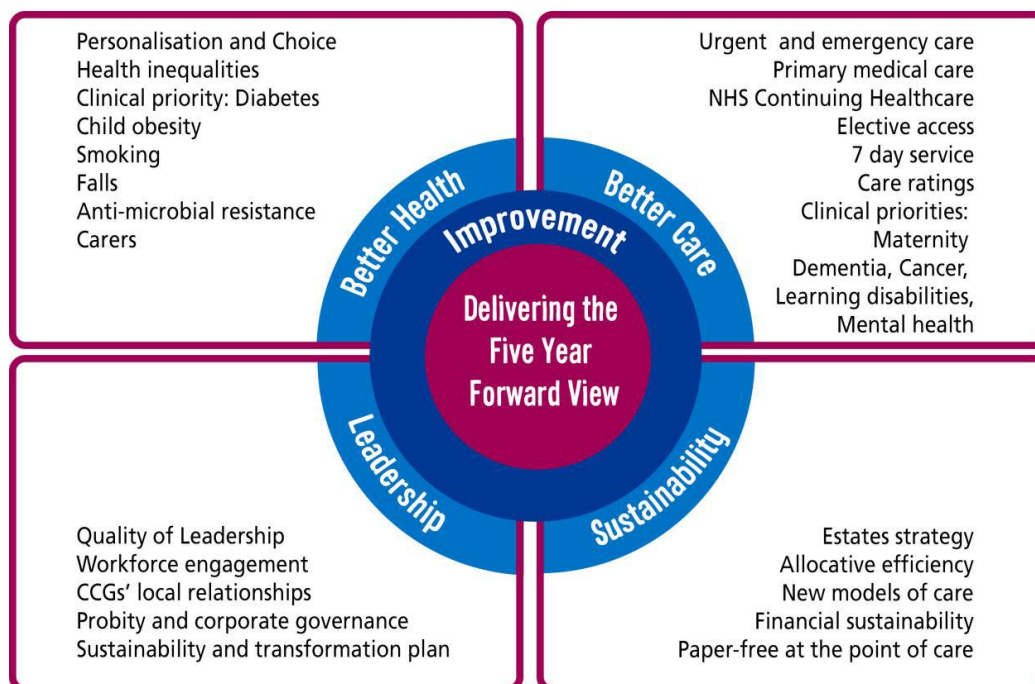 Personalisation and Choice
Health inequalities
Clinical priority: Diabetes
Child obesity
Smoking
Falls
Anti-microbial resistance
Carers
Urgent and emergency care
Primary medical care
NHS Continuing Healthcare
Elective access
7 day service
Care ratings
Clinical priorities:
Maternity
Dementia, Cancer,
Learning disabilities,
Mental health
Better Health
Better Care
Improvement
Delivering the
Five Year
Forward View
Leadership
Sustainability
Quality of Leadership
Workforce engagement
CCGs' local relationships
Probity and corporate governance
Sustainability and transformation plan
Estates strategy
Allocative efficiency
New models of care
Financial sustainability
Paper-free at the point of care